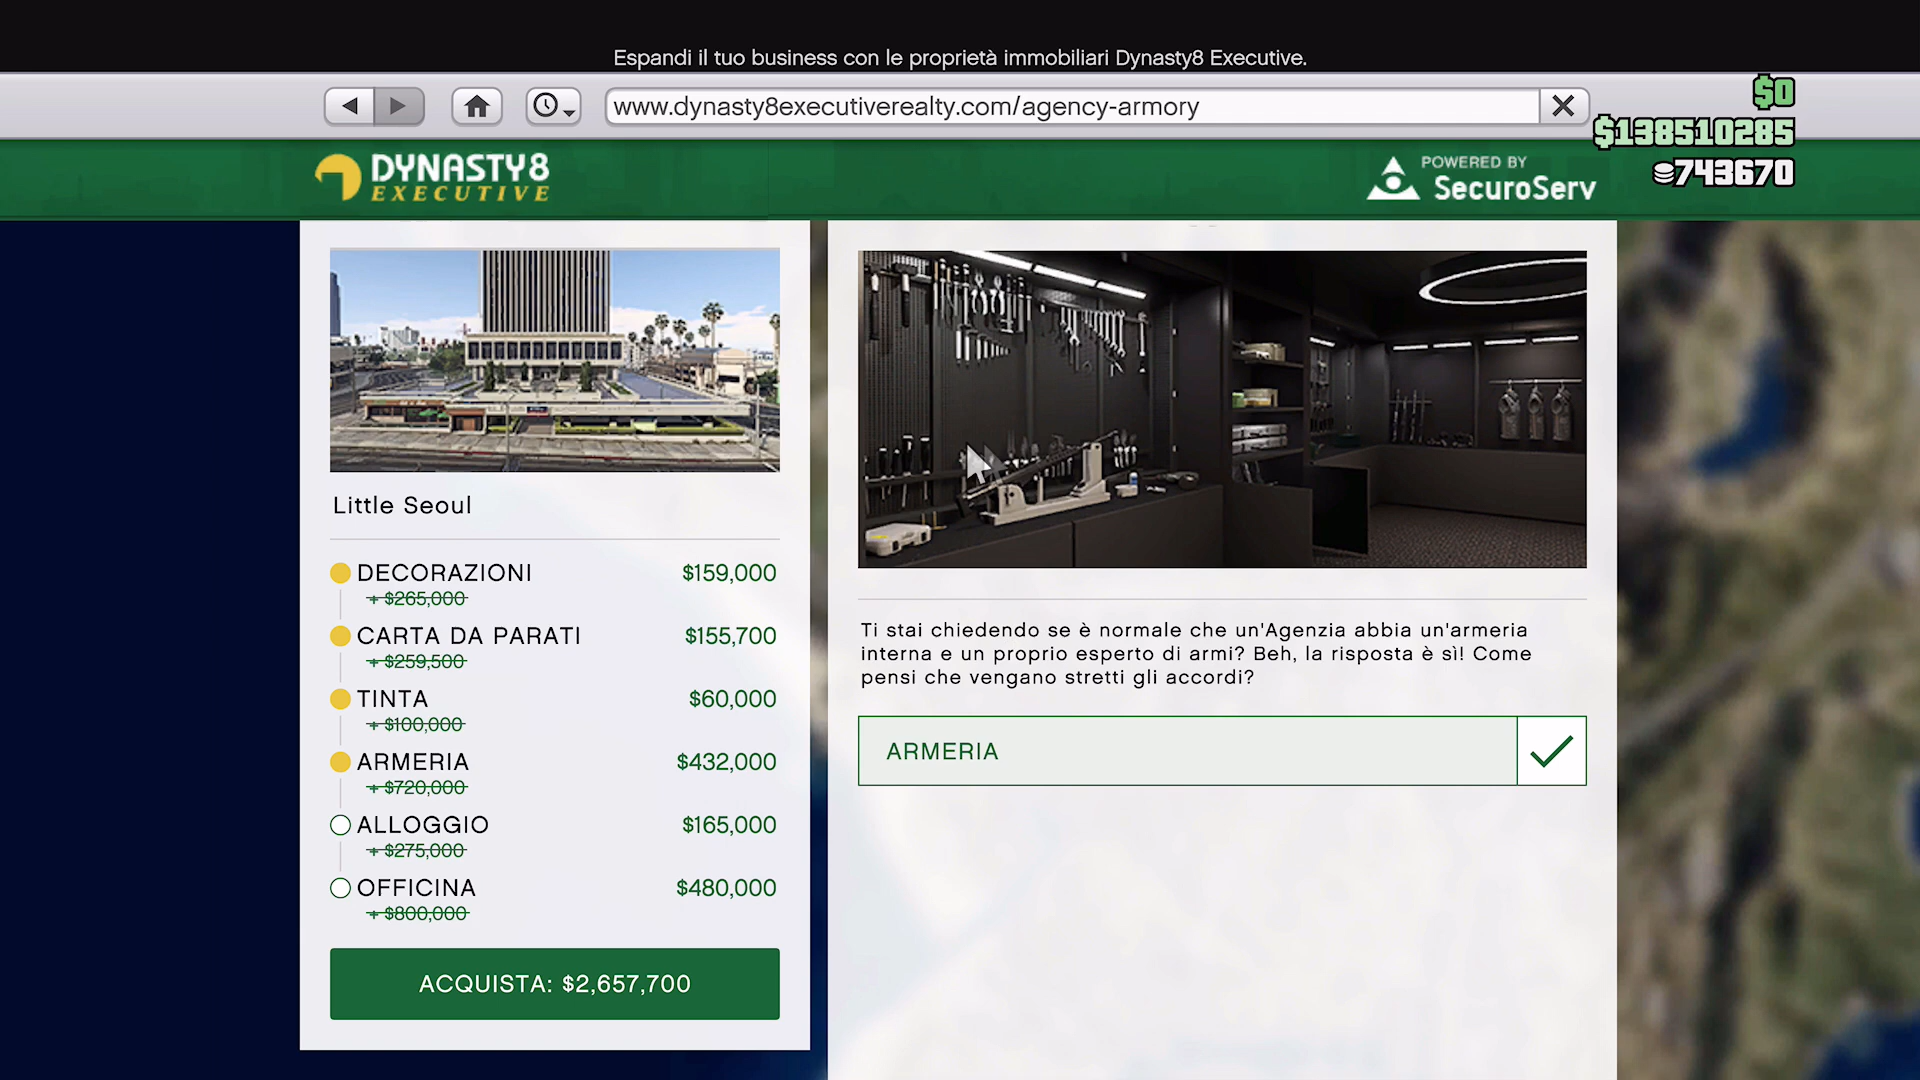 Espandi il tuo business con le proprietà immobiliari Dynasty8 Executive.
www.dynasty8executiverealty.com/agency-armory
$0
$138510285
743670
DYNASTY8
EXECUTIVE
POWERED BY
SecuroServ
Little Seoul
DECORAZIONI $159,000
+ $265,000
CARTA DA PARATI $155,700
+ $259,500
TINTA $60,000
+ $100,000
ARMERIA $432,000
+ $720,000
ALLOGGIO $165,000
+ $275,000
OFFICINA $480,000
+ $800,000
ACQUISTA: $2,657,700
Ti stai chiedendo se è normale che un'Agenzia abbia un'armeria
interna e un proprio esperto di armi? Beh, la risposta è sì! Come
pensi che vengano stretti gli accordi?
ARMERIA